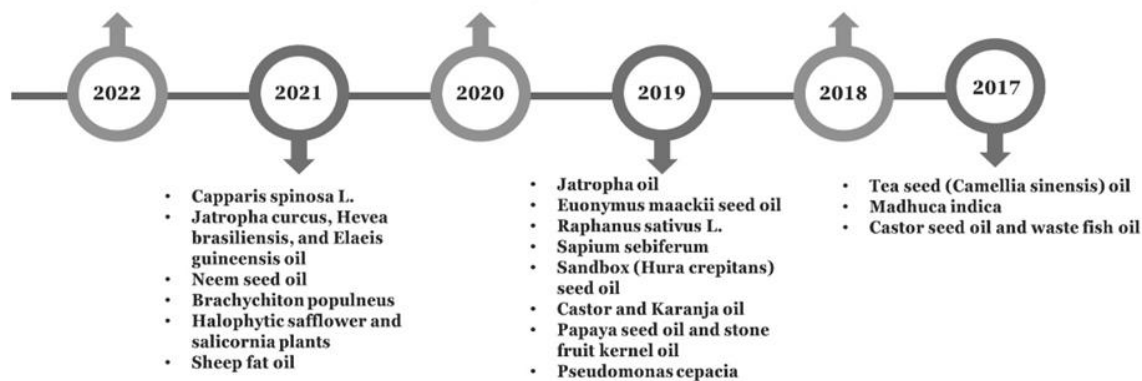 2022
2021
2020
2019
2018
2017
• Capparis spinosa L.
• Jatropha curcus, Hevea
brasiliensis, and Elaeis
guineensis oil
• Neem seed oil
• Brachychiton populneus
• Halophytic safflower and
salicornia plants
• Sheep fat oil
• Jatropha oil
• Euonymus maackii seed oil
• Raphanus sativus L.
• Sapium sebiferum
• Sandbox (Hura crepitans)
seed oil
• Castor and Karanja oil
• Papaya seed oil and stone
fruit kernel oil
• Pseudomonas cepacia
• Tea seed (Camellia sinensis) oil
• Madhuca indica
• Castor seed oil and waste fish oil